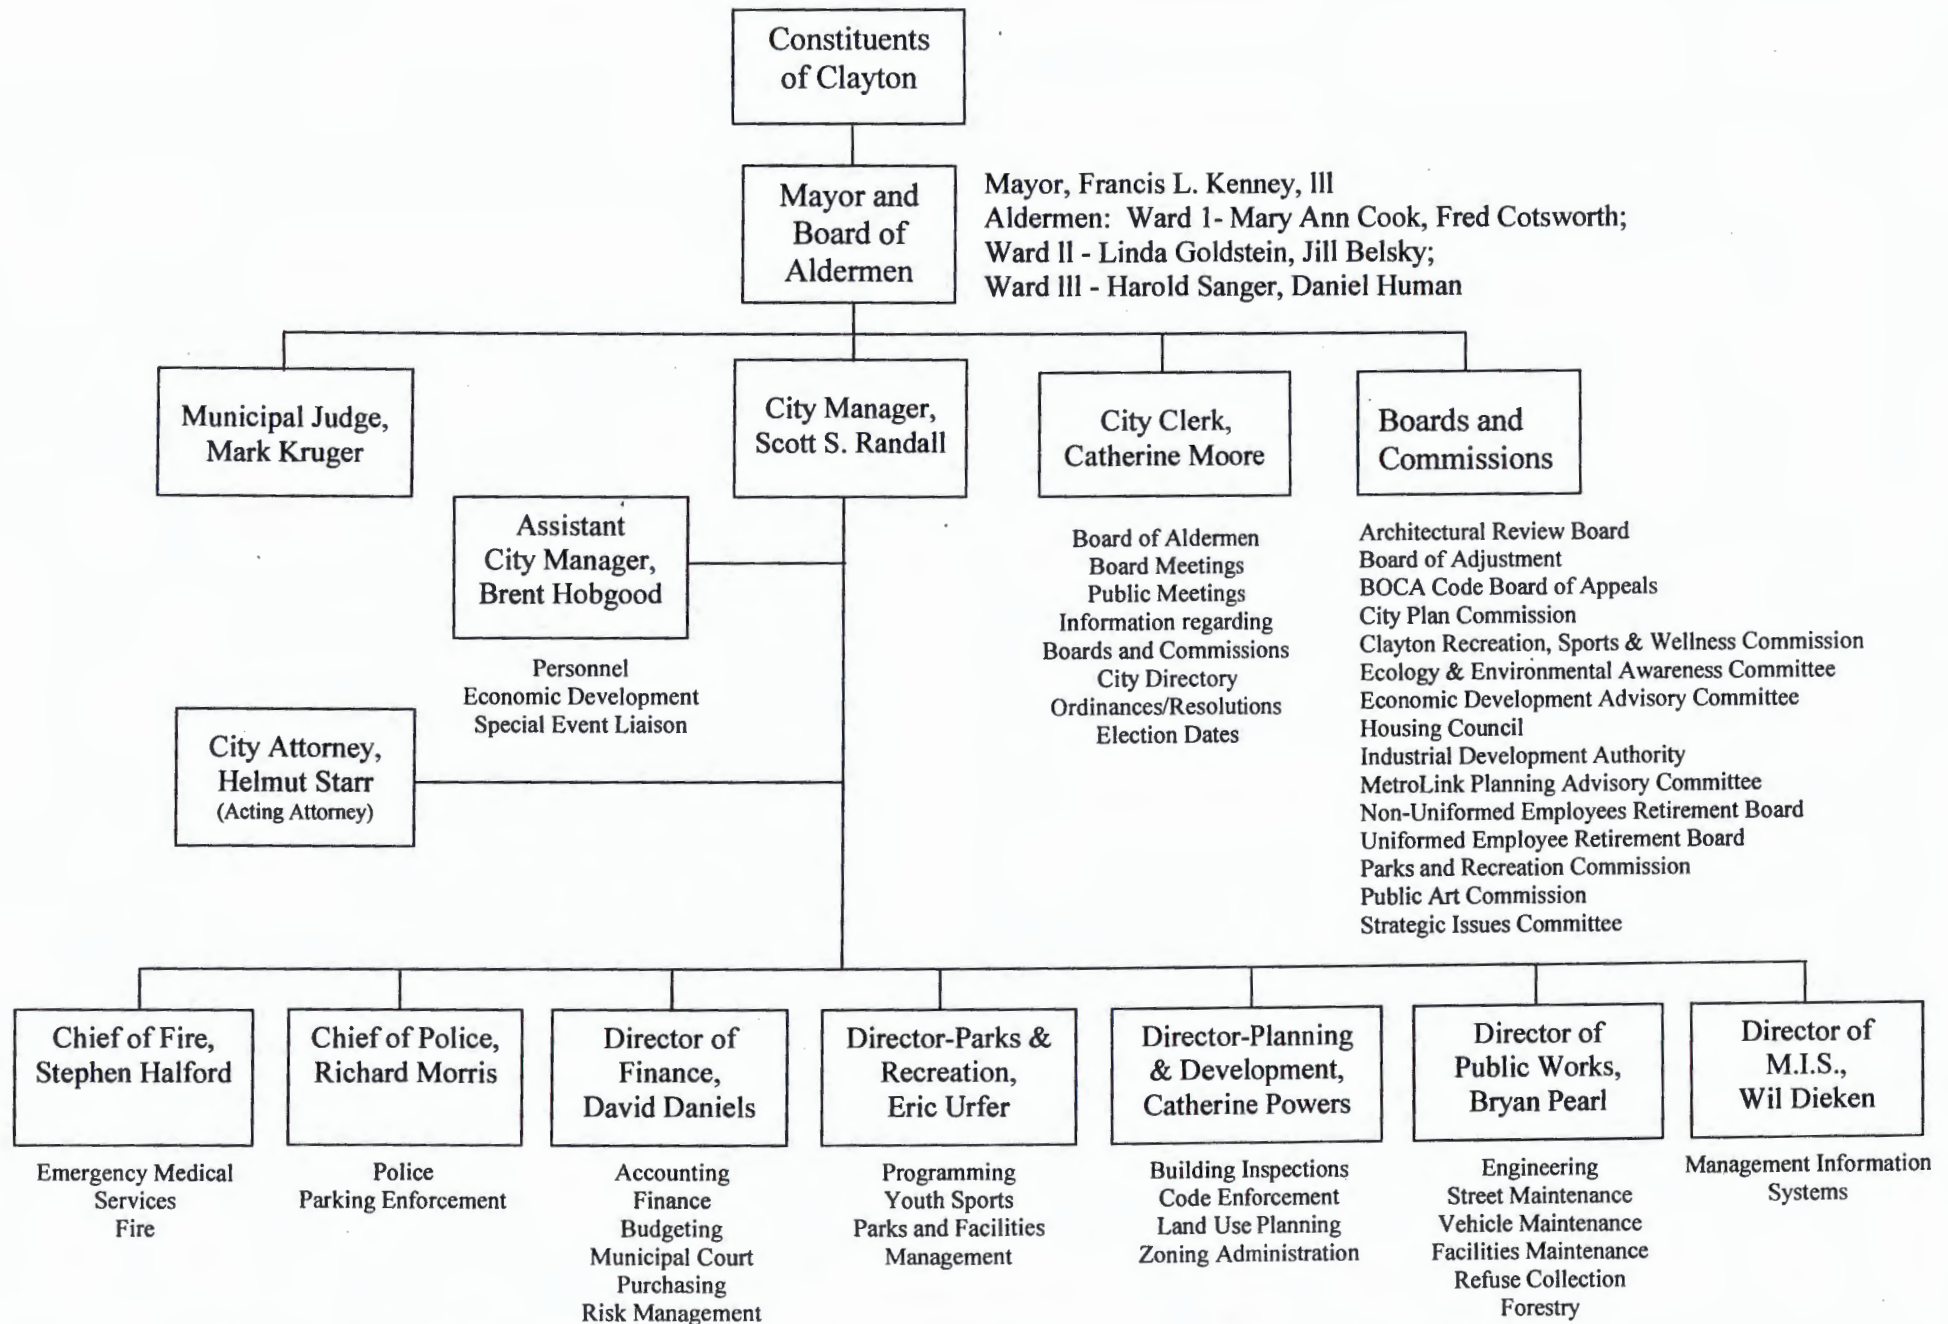 Constituents
of Clayton
Mayor and
Board of
Aldermen
Mayor, Francis L. Kenney, III
Aldermen: Ward 1- Mary Ann Cook, Fred Cotsworth;
Ward II - Linda Goldstein, Jill Belsky;
Ward III - Harold Sanger, Daniel Human
Municipal Judge,
Mark Kruger
City Manager,
Scott S. Randall
City Clerk,
Catherine Moore
Boards and
Commissions
Assistant
City Manager,
Brent Hobgood
Personnel
Economic Development
Special Event Liaison
Board of Aldermen
Board Meetings
Public Meetings
Information regarding
Boards and Commissions
City Directory
Ordinances/Resolutions
Election Dates
Architectural Review Board
Board of Adjustment
BOCA Code Board of Appeals
City Plan Commission
Clayton Recreation, Sports & Wellness Commission
Ecology & Environmental Awareness Committee
Economic Development Advisory Committee
Housing Council
Industrial Development Authority
MetroLink Planning Advisory Committee
Non-Uniformed Employees Retirement Board
Uniformed Employee Retirement Board
Parks and Recreation Commission
Public Art Commission
Strategic Issues Committee
City Attorney,
Helmut Starr
(Acting Attorney)
Chief of Fire,
Stephen Halford
Emergency Medical
Services
Fire
Chief of Police,
Richard Morris
Police
Parking Enforcement
Director of
Finance,
David Daniels
Accounting
Finance
Budgeting
Municipal Court
Purchasing
Risk Management
Director-Parks &
Recreation,
Eric Urfer
Programming
Youth Sports
Parks and Facilities
Management
Director-Planning
& Development,
Catherine Powers
Building Inspections
Code Enforcement
Land Use Planning
Zoning Administration
Director of
Public Works,
Bryan Pearl
Engineering
Street Maintenance
Vehicle Maintenance
Facilities Maintenance
Refuse Collection
Forestry
Director of
M.I.S.,
Wil Dieken
Management Information
Systems